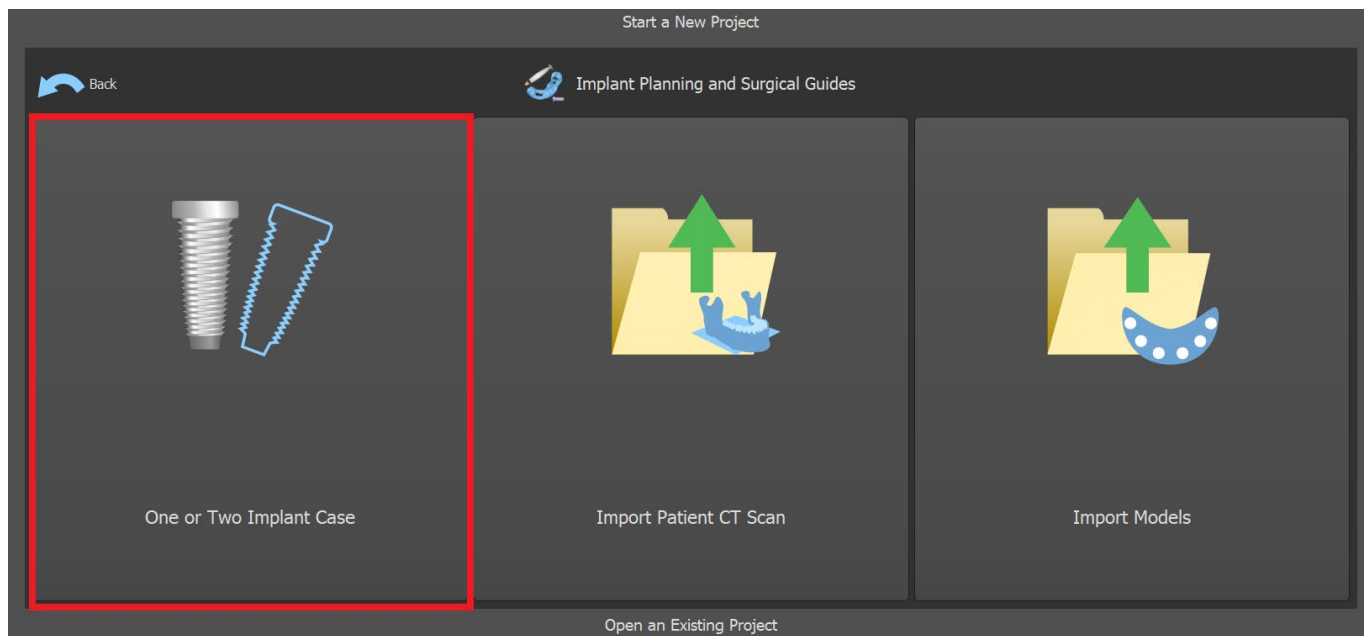 Start a New Project
Back
Implant Planning and Surgical Guides
One or Two Implant Case
Import Patient CT Scan
Import Models
Open an Existing Project